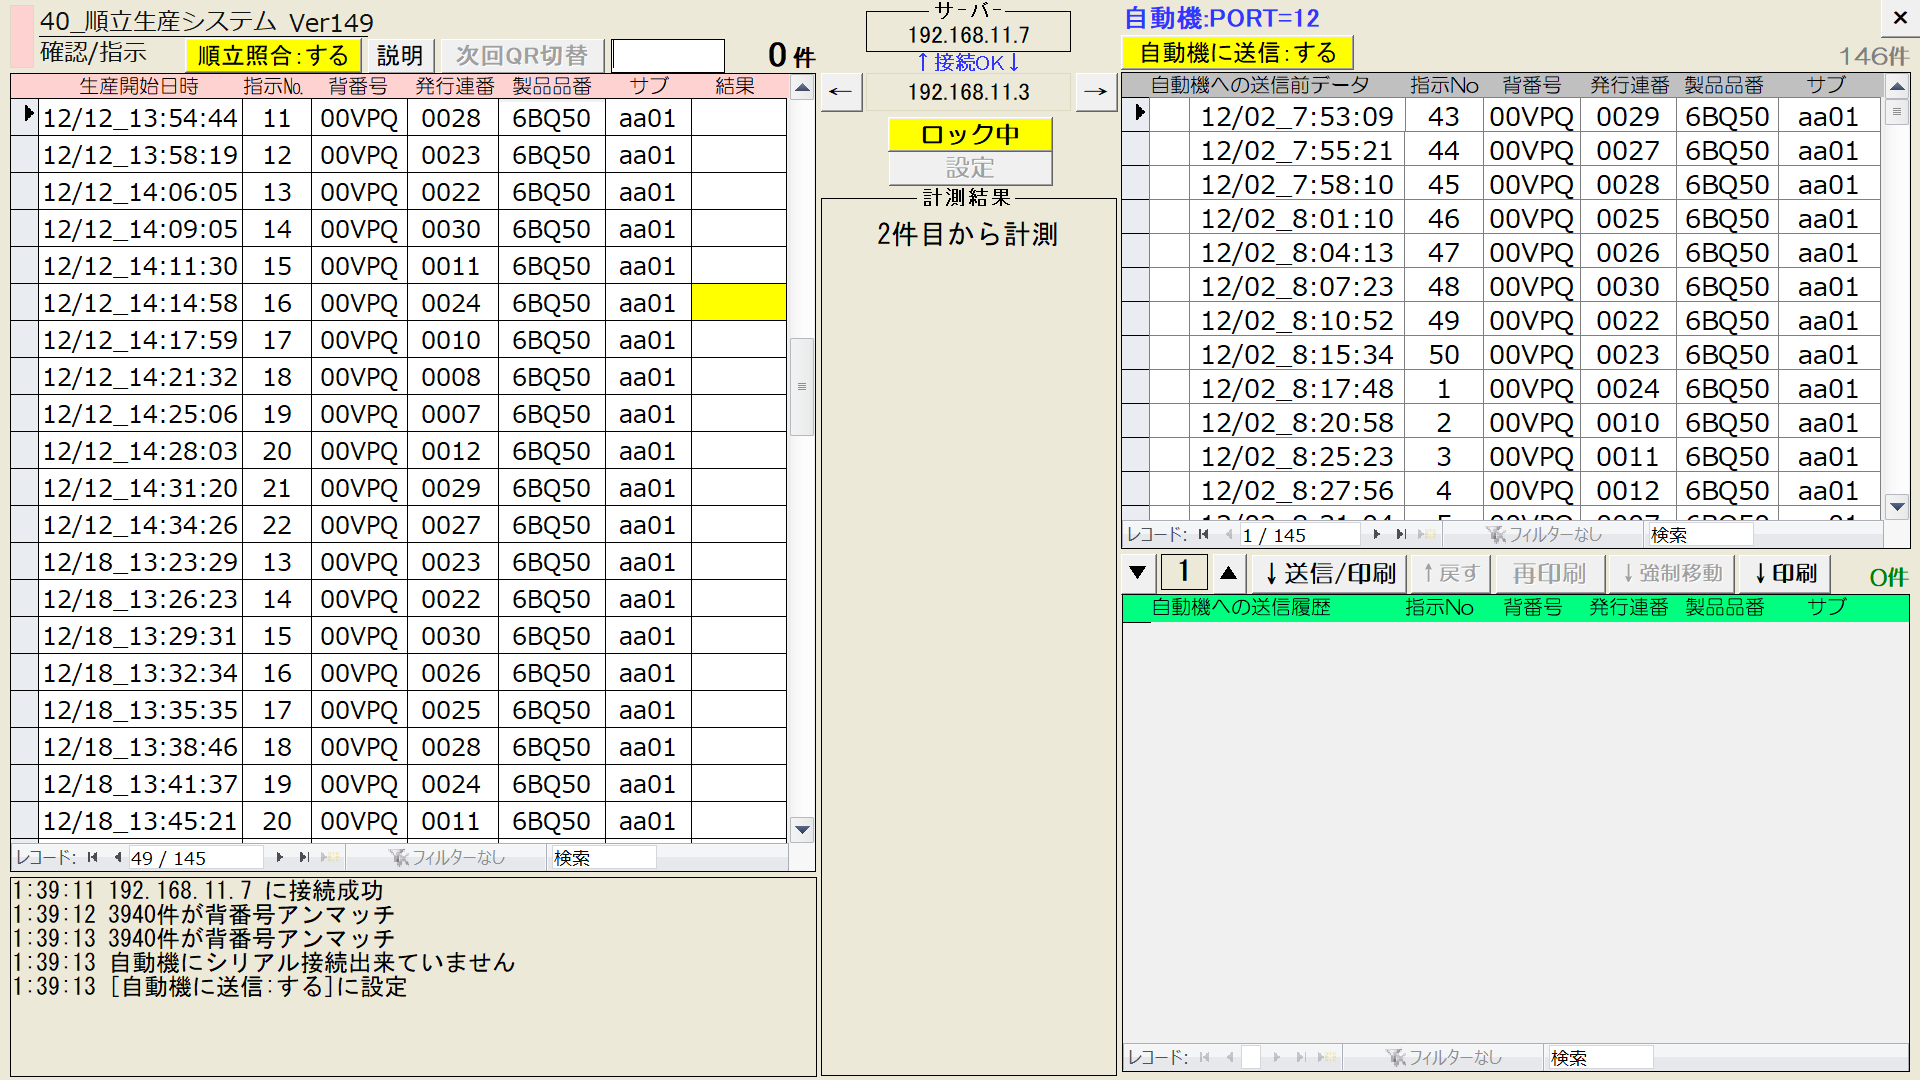 40_順立生産システム Ver149
確認/指示 順立照合:する 説明 次回QR切替 0 件
生産開始日時 指示No. 背番号 発行連番 製品品番 サブ 結果
12/12_13:54:44 11 00VPQ 0028 6BQ50 aa01
12/12_13:58:19 12 00VPQ 0023 6BQ50 aa01
12/12_14:06:05 13 00VPQ 0022 6BQ50 aa01
12/12_14:09:05 14 00VPQ 0030 6BQ50 aa01
12/12_14:11:30 15 00VPQ 0011 6BQ50 aa01
12/12_14:14:58 16 00VPQ 0024 6BQ50 aa01
12/12_14:17:59 17 00VPQ 0010 6BQ50 aa01
12/12_14:21:32 18 00VPQ 0008 6BQ50 aa01
12/12_14:25:06 19 00VPQ 0007 6BQ50 aa01
12/12_14:28:03 20 00VPQ 0012 6BQ50 aa01
12/12_14:31:20 21 00VPQ 0029 6BQ50 aa01
12/12_14:34:26 22 00VPQ 0027 6BQ50 aa01
12/18_13:23:29 13 00VPQ 0023 6BQ50 aa01
12/18_13:26:23 14 00VPQ 0022 6BQ50 aa01
12/18_13:29:31 15 00VPQ 0030 6BQ50 aa01
12/18_13:32:34 16 00VPQ 0026 6BQ50 aa01
12/18_13:35:35 17 00VPQ 0025 6BQ50 aa01
12/18_13:38:46 18 00VPQ 0028 6BQ50 aa01
12/18_13:41:37 19 00VPQ 0024 6BQ50 aa01
12/18_13:45:21 20 00VPQ 0011 6BQ50 aa01
レコード: 49 / 145 フィルターなし 検索
1:39:11 192.168.11.7 に接続成功
1:39:12 3940件が背番号アンマッチ
1:39:13 3940件が背番号アンマッチ
1:39:13 自動機にシリアル接続出来ていません
1:39:13 [自動機に送信:する]に設定
サーバー
192.168.11.7
↑接続OK↓
← 192.168.11.3 →
ロック中
設定
計測結果
2件目から計測
自動機:PORT=12 ×
自動機に送信:する 146件
自動機への送信前データ 指示No 背番号 発行連番 製品品番 サブ
12/02_7:53:09 43 00VPQ 0029 6BQ50 aa01
12/02_7:55:21 44 00VPQ 0027 6BQ50 aa01
12/02_7:58:10 45 00VPQ 0028 6BQ50 aa01
12/02_8:01:10 46 00VPQ 0025 6BQ50 aa01
12/02_8:04:13 47 00VPQ 0026 6BQ50 aa01
12/02_8:07:23 48 00VPQ 0030 6BQ50 aa01
12/02_8:10:52 49 00VPQ 0022 6BQ50 aa01
12/02_8:15:34 50 00VPQ 0023 6BQ50 aa01
12/02_8:17:48 1 00VPQ 0024 6BQ50 aa01
12/02_8:20:58 2 00VPQ 0010 6BQ50 aa01
12/02_8:25:23 3 00VPQ 0011 6BQ50 aa01
12/02_8:27:56 4 00VPQ 0012 6BQ50 aa01
レコード: 1 / 145 フィルターなし 検索
▼ 1 ▲ ↓送信/印刷 ↑戻す 再印刷 ↓強制移動 ↓印刷 0件
自動機への送信履歴 指示No 背番号 発行連番 製品品番 サブ
レコード: フィルターなし 検索